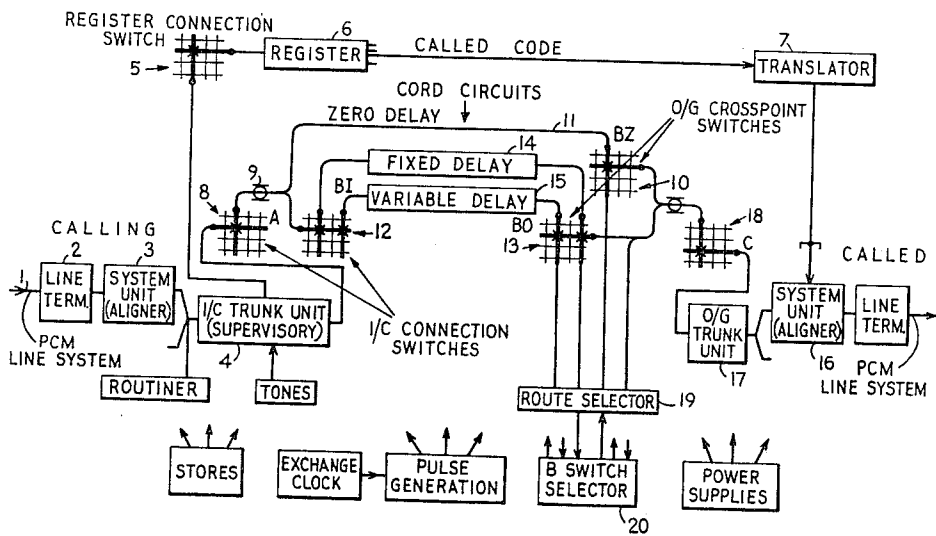 REGISTER CONNECTION
SWITCH
5
6
REGISTER
CALLED CODE
7
TRANSLATOR
CORD CIRCUITS
ZERO DELAY
11
O/G CROSSPOINT
SWITCHES
BZ
14
FIXED DELAY
10
9
BI
15
VARIABLE DELAY
8
A
12
BO
13
18
C
CALLING
CALLED
1
2
LINE
TERM.
3
SYSTEM
UNIT
(ALIGNER)
PCM
LINE SYSTEM
I/C TRUNK UNIT
(SUPERVISORY)
4
I/C CONNECTION
SWITCHES
O/G
TRUNK
UNIT
17
SYSTEM
UNIT
(ALIGNER)
16
LINE
TERM.
PCM
LINE SYSTEM
ROUTINER
TONES
ROUTE SELECTOR
19
STORES
EXCHANGE
CLOCK
PULSE
GENERATION
B SWITCH
SELECTOR
20
POWER
SUPPLIES